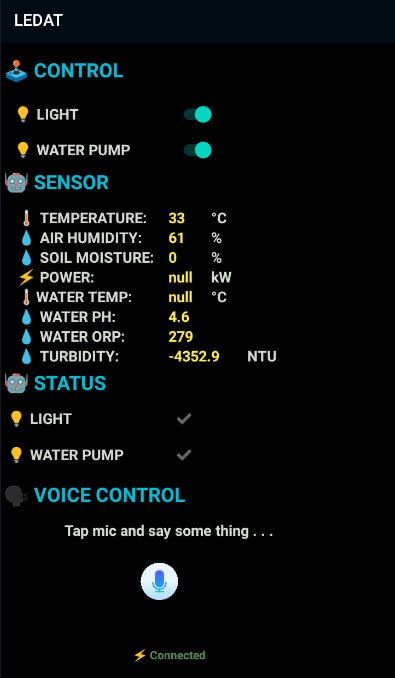 LEDAT
CONTROL
LIGHT
WATER PUMP
SENSOR
TEMPERATURE: 33 °C
AIR HUMIDITY: 61 %
SOIL MOISTURE: 0 %
POWER: null kW
WATER TEMP: null °C
WATER PH: 4.6
WATER ORP: 279
TURBIDITY: -4352.9 NTU
STATUS
LIGHT
WATER PUMP
VOICE CONTROL
Tap mic and say some thing . . .
Connected